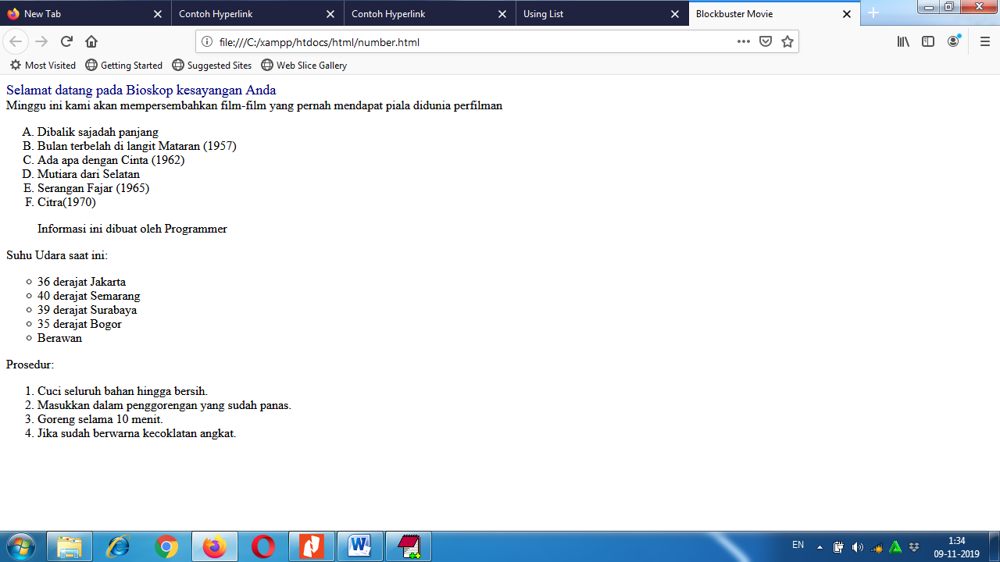 New Tab
Contoh Hyperlink
Contoh Hyperlink
Using List
Blockbuster Movie
file:///C:/xampp/htdocs/html/number.html
Most Visited
Getting Started
Suggested Sites
Web Slice Gallery
Selamat datang pada Bioskop kesayangan Anda
Minggu ini kami akan mempersembahkan film-film yang pernah mendapat piala didunia perfilman
A. Dibalik sajadah panjang
B. Bulan terbelah di langit Mataran (1957)
C. Ada apa dengan Cinta (1962)
D. Mutiara dari Selatan
E. Serangan Fajar (1965)
F. Citra(1970)
Informasi ini dibuat oleh Programmer
Suhu Udara saat ini:
36 derajat Jakarta
40 derajat Semarang
39 derajat Surabaya
35 derajat Bogor
Berawan
Prosedur:
1. Cuci seluruh bahan hingga bersih.
2. Masukkan dalam penggorengan yang sudah panas.
3. Goreng selama 10 menit.
4. Jika sudah berwarna kecoklatan angkat.
EN
1:34
09-11-2019